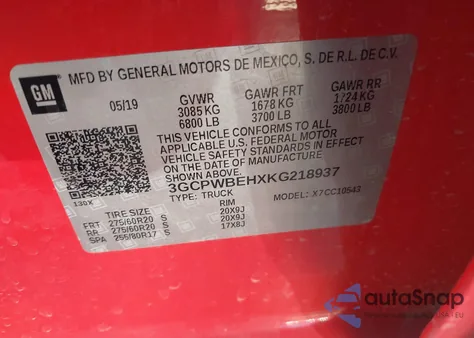 GM
MFD BY GENERAL MOTORS DE MEXICO, S. DE R.L. DE C.V.
05/19 GVWR GAWR FRT GAWR RR
3085 KG 1678 KG 1724 KG
6800 LB 3700 LB 3800 LB
THIS VEHICLE CONFORMS TO ALL
APPLICABLE U.S. FEDERAL MOTOR
VEHICLE SAFETY STANDARDS IN EFFECT
ON THE DATE OF MANUFACTURE
SHOWN ABOVE.
3GCPWBEHXKG218937
TYPE: TRUCK MODEL: X7CC10543
130X
TIRE SIZE RIM
FRT 275/60R20 S 20X9J
RR 275/60R20 S 20X9J
SPA 255/80R17 S 17X8J
autoSnap